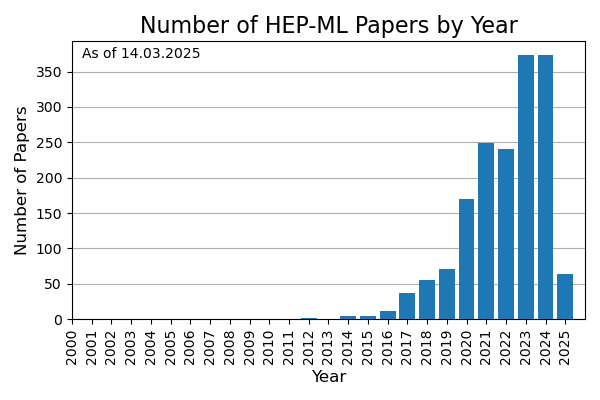 Number of HEP-ML Papers by Year
As of 14.03.2025
Number of Papers
350
300
250
200
150
100
50
0
2000 2001 2002 2003 2004 2005 2006 2007 2008 2009 2010 2011 2012 2013 2014 2015 2016 2017 2018 2019 2020 2021 2022 2023 2024 2025
Year